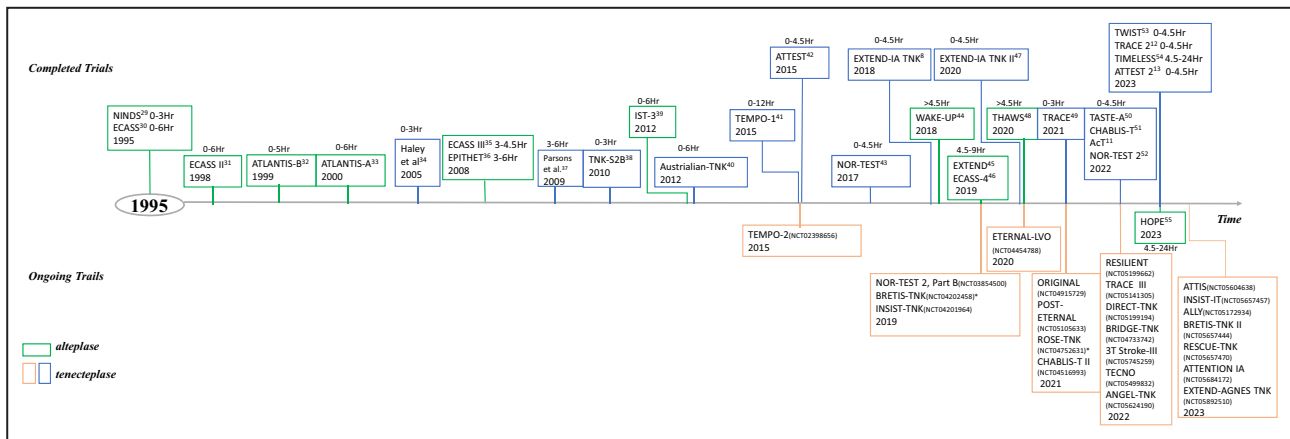 Completed Trials
NINDS29 0-3Hr
ECASS30 0-6Hr
1995
0-6Hr
ECASS II31
1998
0-5Hr
ATLANTIS-B32
1999
0-6Hr
ATLANTIS-A33
2000
0-3Hr
Haley
et al34
2005
ECASS III35 3-4.5Hr
EPITHET36 3-6Hr
2008
3-6Hr
Parsons
et al.37
2009
0-3Hr
TNK-S2B38
2010
0-6Hr
IST-339
2012
0-6Hr
Australian-TNK40
2012
0-12Hr
TEMPO-141
2015
0-4.5Hr
ATTEST42
2015
0-4.5Hr
NOR-TEST43
2017
0-4.5Hr
EXTEND-IA TNK8
2018
>4.5Hr
WAKE-UP44
2018
4.5-9Hr
EXTEND45
ECASS-446
2019
0-4.5Hr
EXTEND-IA TNK II47
2020
>4.5Hr
THAWS48
2020
0-3Hr
TRACE49
2021
0-4.5Hr
TASTE-A50
CHABLIS-T51
AcT11
NOR-TEST 252
2022
TWIST53 0-4.5Hr
TRACE 212 0-4.5Hr
TIMELESS54 4.5-24Hr
ATTEST 213 0-4.5Hr
2023
1995
Time
HOPE55
2023
4.5-24Hr
Ongoing Trails
TEMPO-2(NCT02398656)
2015
NOR-TEST 2, Part B(NCT03854500)
BRETIS-TNK(NCT04202458)*
INSIST-TNK(NCT04201964)
2019
ETERNAL-LVO
(NCT04454788)
2020
ORIGINAL
(NCT04915729)
POST-
ETERNAL
(NCT05105633)
ROSE-TNK
(NCT04752631)*
CHABLIS-T II
(NCT04516993)
2021
RESILIENT
(NCT05199662)
TRACE III
(NCT05141305)
DIRECT-TNK
(NCT05199194)
BRIDGE-TNK
(NCT04733742)
3T Stroke-III
(NCT05745259)
TECNO
(NCT05499832)
ANGEL-TNK
(NCT05624190)
2022
ATTIS(NCT05604638)
INSIST-IT(NCT05657457)
ALLY(NCT05172934)
BRETIS-TNK II
(NCT05657444)
RESCUE-TNK
(NCT05657470)
ATTENTION IA
(NCT05684172)
EXTEND-AGNES TNK
(NCT05892510)
2023
alteplase
tenecteplase